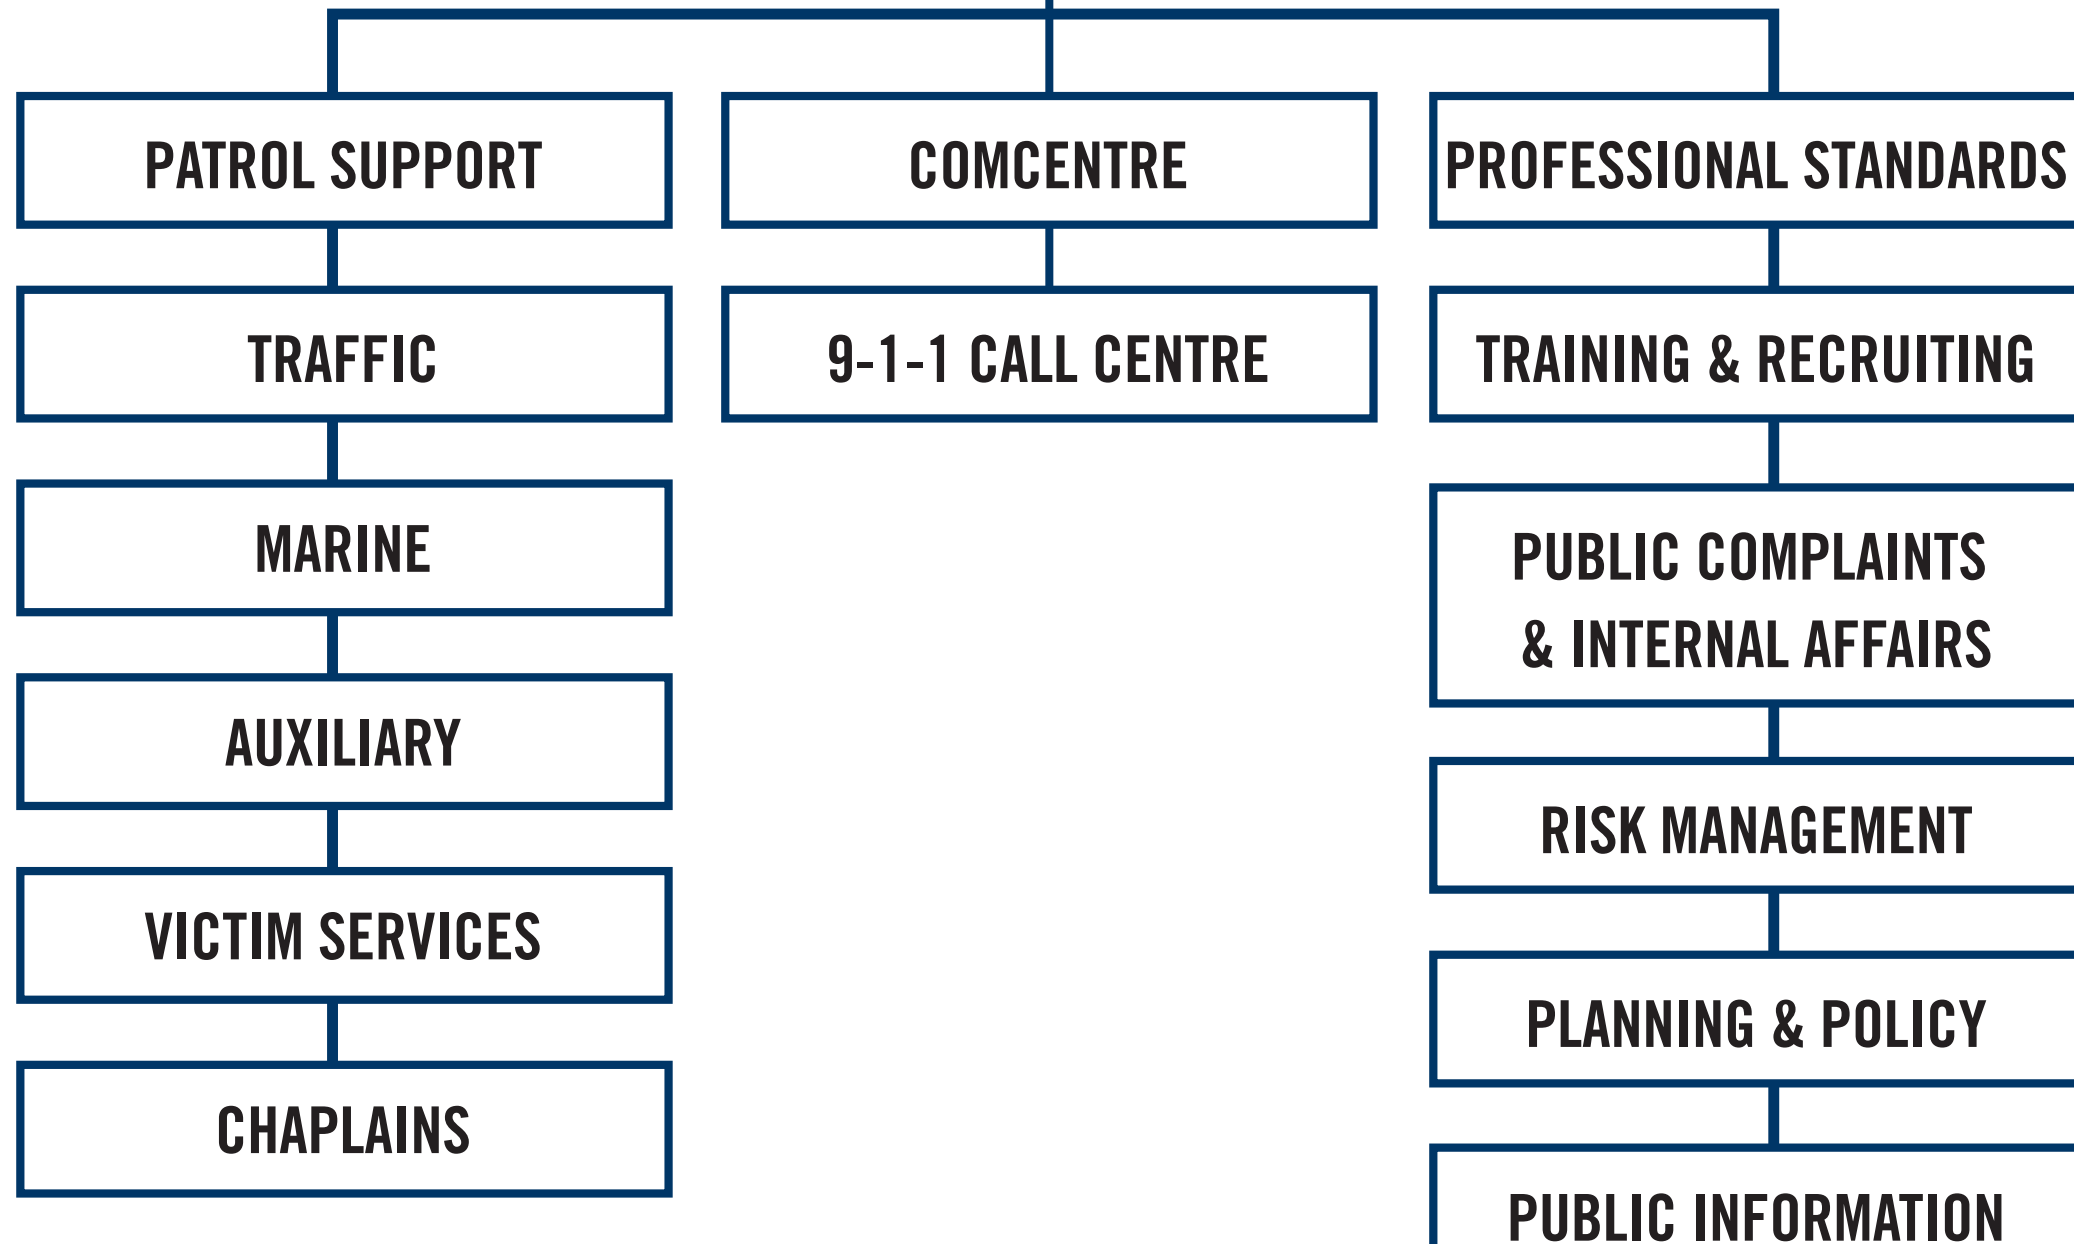 PATROL SUPPORT
TRAFFIC
MARINE
AUXILIARY
VICTIM SERVICES
CHAPLAINS
COMCENTRE
9-1-1 CALL CENTRE
PROFESSIONAL STANDARDS
TRAINING & RECRUITING
PUBLIC COMPLAINTS
& INTERNAL AFFAIRS
RISK MANAGEMENT
PLANNING & POLICY
PUBLIC INFORMATION